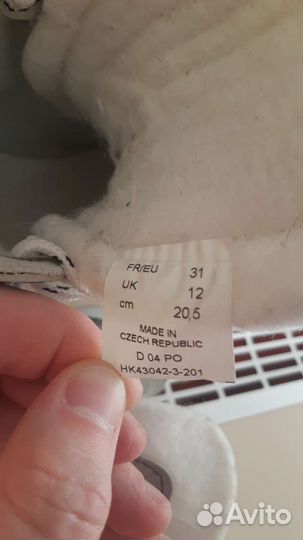 FR/EU 31
UK 12
cm 20,5
MADE IN
CZECH REPUBLIC
D 04 PO
HK43042-3-201
Avito